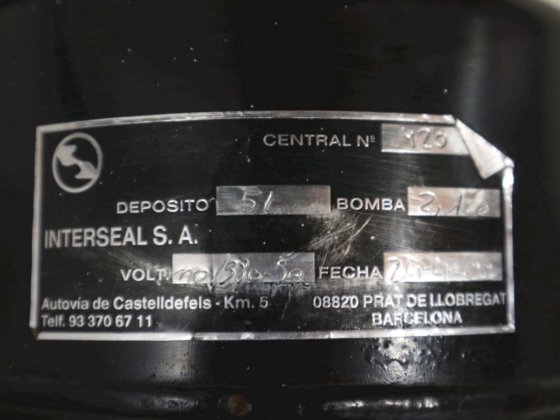 CENTRAL Nº 123
DEPOSITO 5L BOMBA
INTERSEAL S. A.
VOLT. FECHA
Autovía de Castelldefels - Km. 5 08820 PRAT DE LLOBREGAT
Telf. 93 370 67 11 BARCELONA